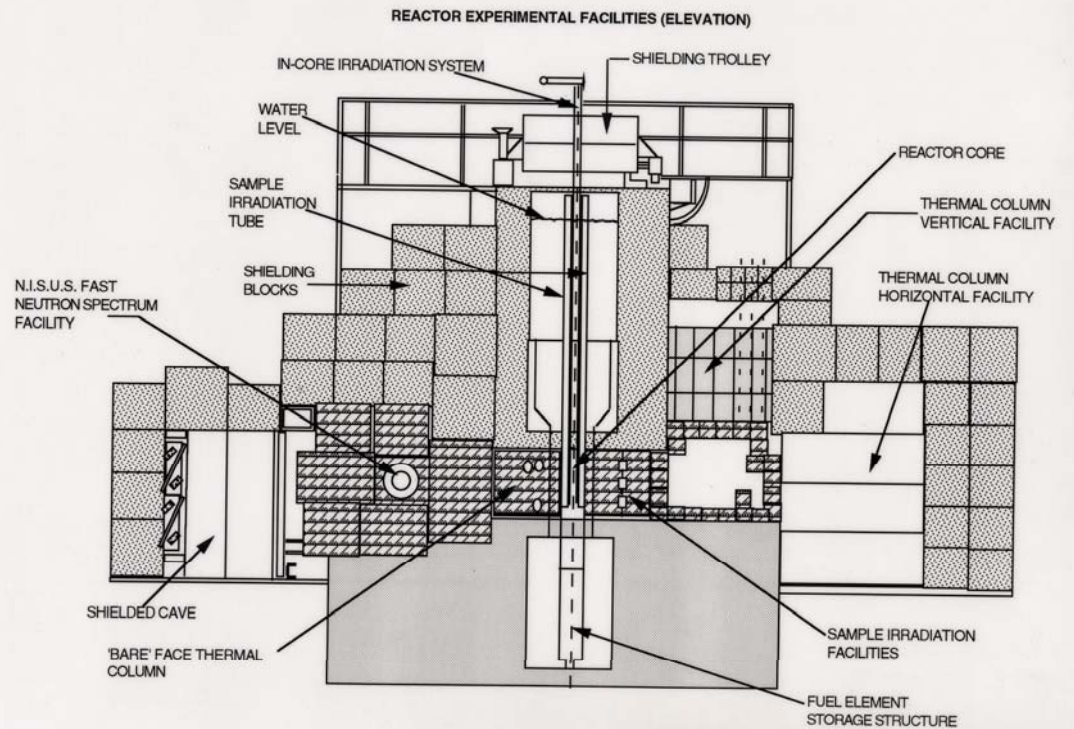 REACTOR EXPERIMENTAL FACILITIES (ELEVATION)
IN-CORE IRRADIATION SYSTEM
SHIELDING TROLLEY
WATER
LEVEL
REACTOR CORE
SAMPLE
IRRADIATION
TUBE
THERMAL COLUMN
VERTICAL FACILITY
SHIELDING
BLOCKS
THERMAL COLUMN
HORIZONTAL FACILITY
N.I.S.U.S. FAST
NEUTRON SPECTRUM
FACILITY
SHIELDED CAVE
'BARE' FACE THERMAL
COLUMN
SAMPLE IRRADIATION
FACILITIES
FUEL ELEMENT
STORAGE STRUCTURE